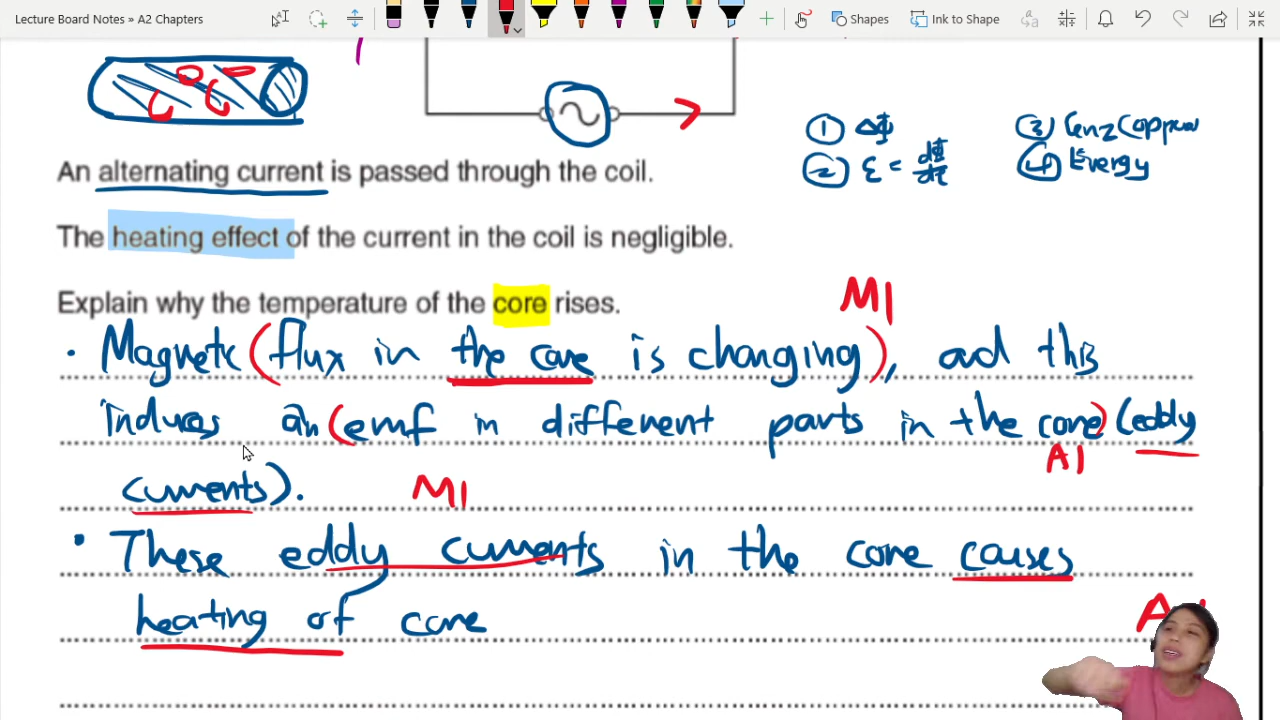 Lecture Board Notes » A2 Chapters
Shapes
Ink to Shape
① ΔΦ
② ε = dΦ/dt
③
④ Energy
An alternating current is passed through the coil.
The heating effect of the current in the coil is negligible.
Explain why the temperature of the core rises.
M1
• Magnetic (flux in the core is changing), and this
induces an (emf in different parts in the core) (eddy
A1
currents). M1
• These eddy currents in the core causes
heating of core